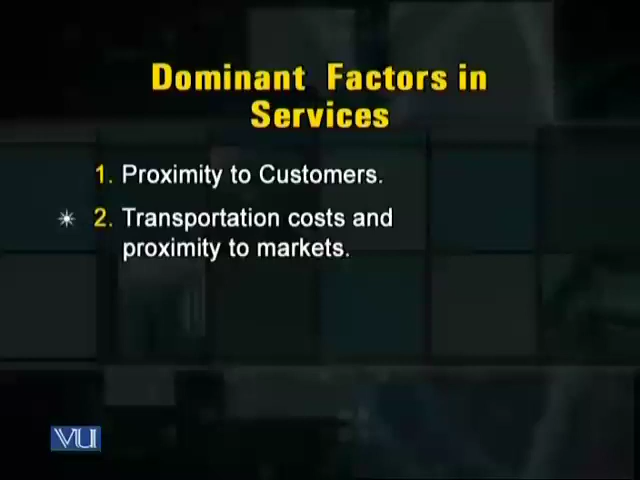 Dominant Factors in
Services
1. Proximity to Customers.
2. Transportation costs and
proximity to markets.
VU